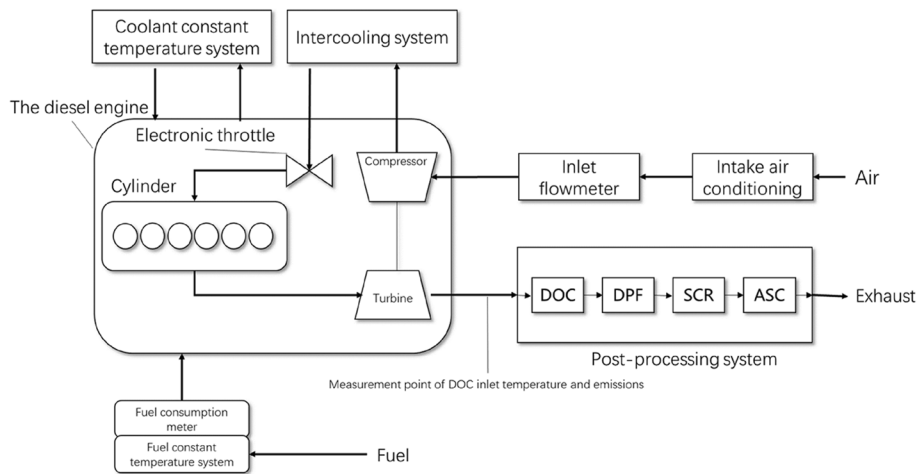 Coolant constant
temperature system
Intercooling system
The diesel engine
Electronic throttle
Compressor
Cylinder
Inlet
flowmeter
Intake air
conditioning
Air
Turbine
DOC
DPF
SCR
ASC
Exhaust
Post-processing system
Measurement point of DOC inlet temperature and emissions
Fuel consumption
meter
Fuel constant
temperature system
Fuel